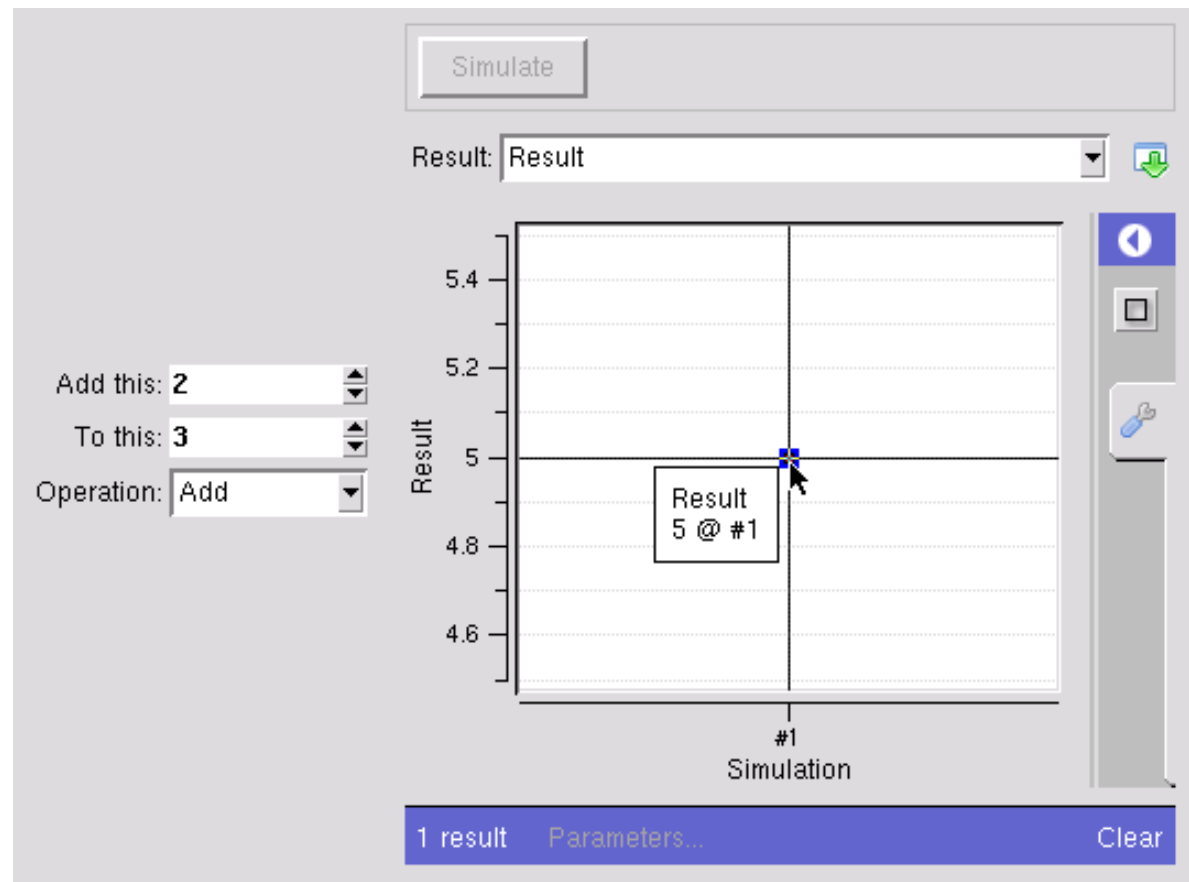 Simulate
Result: Result
Add this: 2
To this: 3
Operation: Add
Result
5.4
5.2
5
4.8
4.6
Result
5 @ #1
#1
Simulation
1 result Parameters... Clear